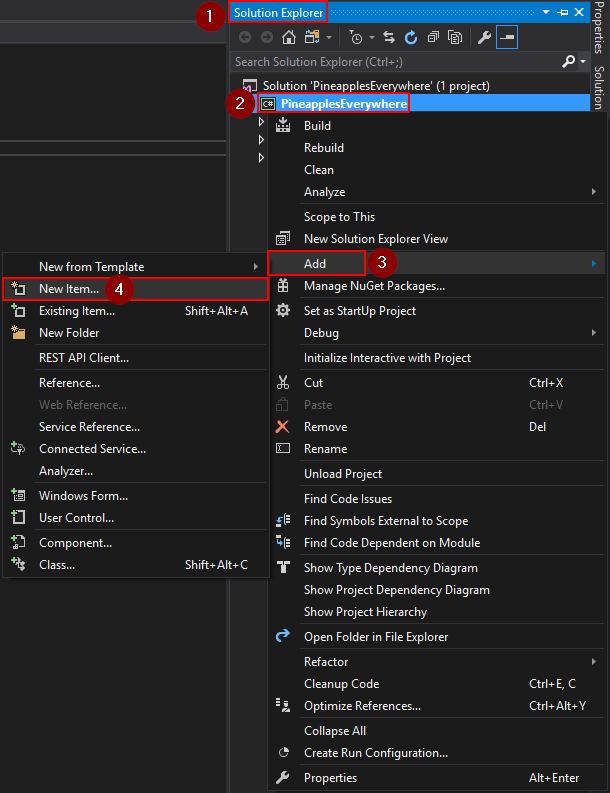 1
Solution Explorer
Search Solution Explorer (Ctrl+;)
Solution 'PineapplesEverywhere' (1 project)
2
C#
PineapplesEverywhere
Build
Rebuild
Clean
Analyze
Scope to This
New Solution Explorer View
Add
3
Manage NuGet Packages...
Set as StartUp Project
Debug
Initialize Interactive with Project
Cut Ctrl+X
Paste Ctrl+V
Remove Del
Rename
Unload Project
Find Code Issues
Find Symbols External to Scope
Find Code Dependent on Module
Show Type Dependency Diagram
Show Project Dependency Diagram
Show Project Hierarchy
Open Folder in File Explorer
Refactor
Cleanup Code Ctrl+E, C
Optimize References... Ctrl+Alt+Y
Collapse All
Create Run Configuration...
Properties Alt+Enter
New from Template
New Item...
4
Existing Item... Shift+Alt+A
New Folder
REST API Client...
Reference...
Web Reference...
Service Reference...
Connected Service...
Analyzer...
Windows Form...
User Control...
Component...
Class... Shift+Alt+C
Properties
Solution